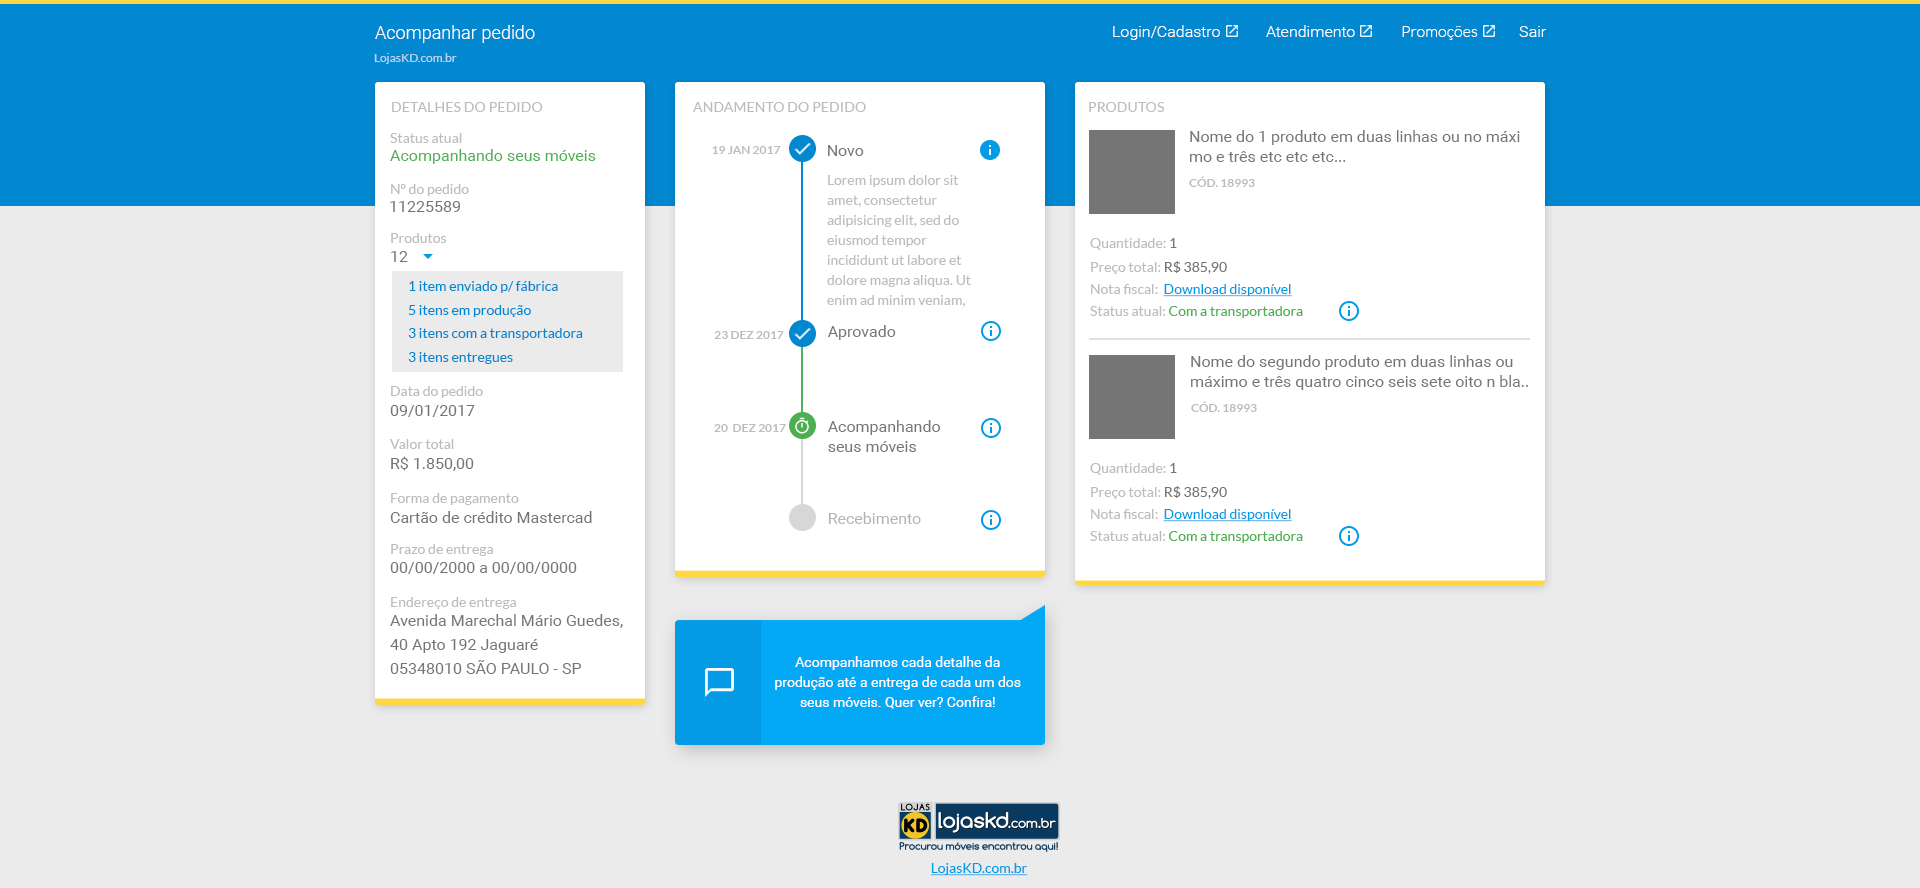 Acompanhar pedido
LojasKD.com.br
Login/Cadastro
Atendimento
Promoções
Sair
DETALHES DO PEDIDO
Status atual
Acompanhando seus móveis
Nº do pedido
11225589
Produtos
12
1 item enviado p/ fábrica
5 itens em produção
3 itens com a transportadora
3 itens entregues
Data do pedido
09/01/2017
Valor total
R$ 1.850,00
Forma de pagamento
Cartão de crédito Mastercad
Prazo de entrega
00/00/2000 a 00/00/0000
Endereço de entrega
Avenida Marechal Mário Guedes,
40 Apto 192 Jaguaré
05348010 SÃO PAULO - SP
ANDAMENTO DO PEDIDO
19 JAN 2017
Novo
Lorem ipsum dolor sit
amet, consectetur
adipisicing elit, sed do
eiusmod tempor
incididunt ut labore et
dolore magna aliqua. Ut
enim ad minim veniam,
23 DEZ 2017
Aprovado
20 DEZ 2017
Acompanhando
seus móveis
Recebimento
Acompanhamos cada detalhe da
produção até a entrega de cada um dos
seus móveis. Quer ver? Confira!
PRODUTOS
Nome do 1 produto em duas linhas ou no máxi
mo e três etc etc etc...
CÓD. 18993
Quantidade: 1
Preço total: R$ 385,90
Nota fiscal: Download disponível
Status atual: Com a transportadora
Nome do segundo produto em duas linhas ou
máximo e três quatro cinco seis sete oito n bla..
CÓD. 18993
Quantidade: 1
Preço total: R$ 385,90
Nota fiscal: Download disponível
Status atual: Com a transportadora
LOJAS
KD
lojaskd.com.br
Procurou móveis encontrou aqui!
LojasKD.com.br